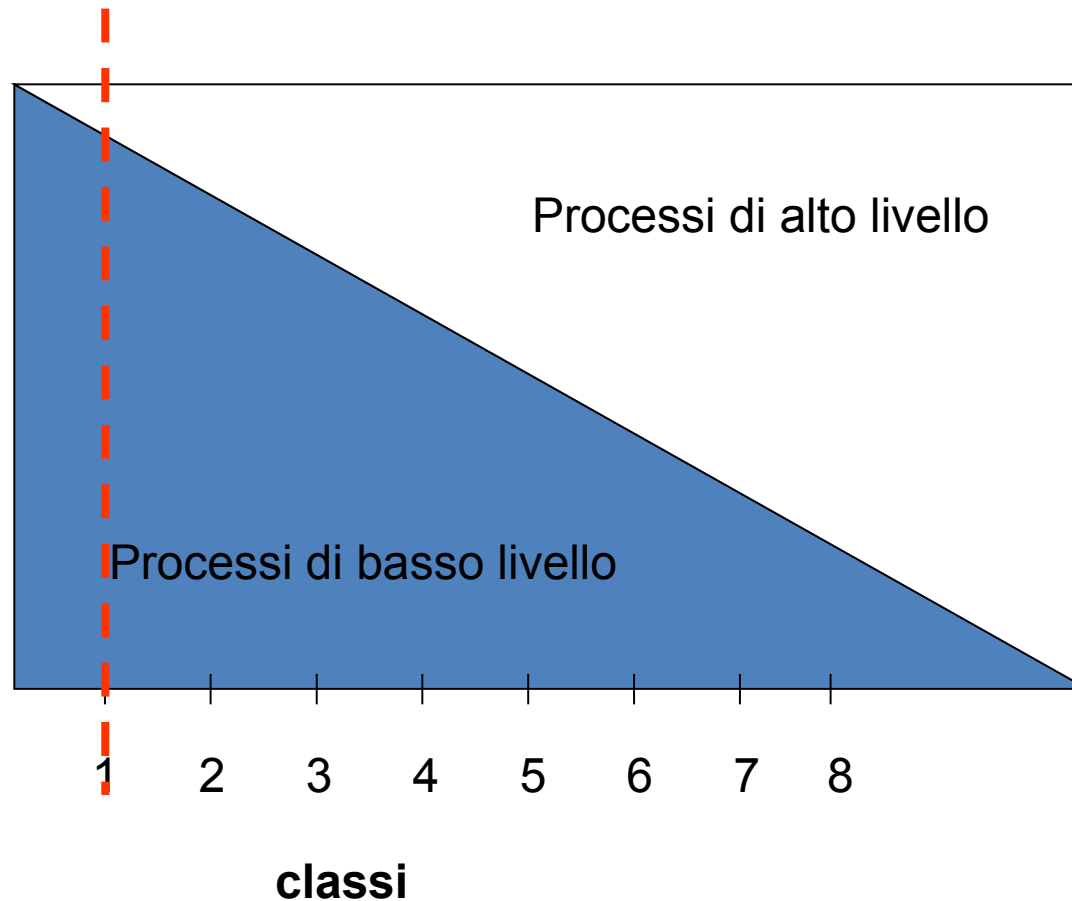 Processi di alto livello
Processi di basso livello
1 2 3 4 5 6 7 8
classi